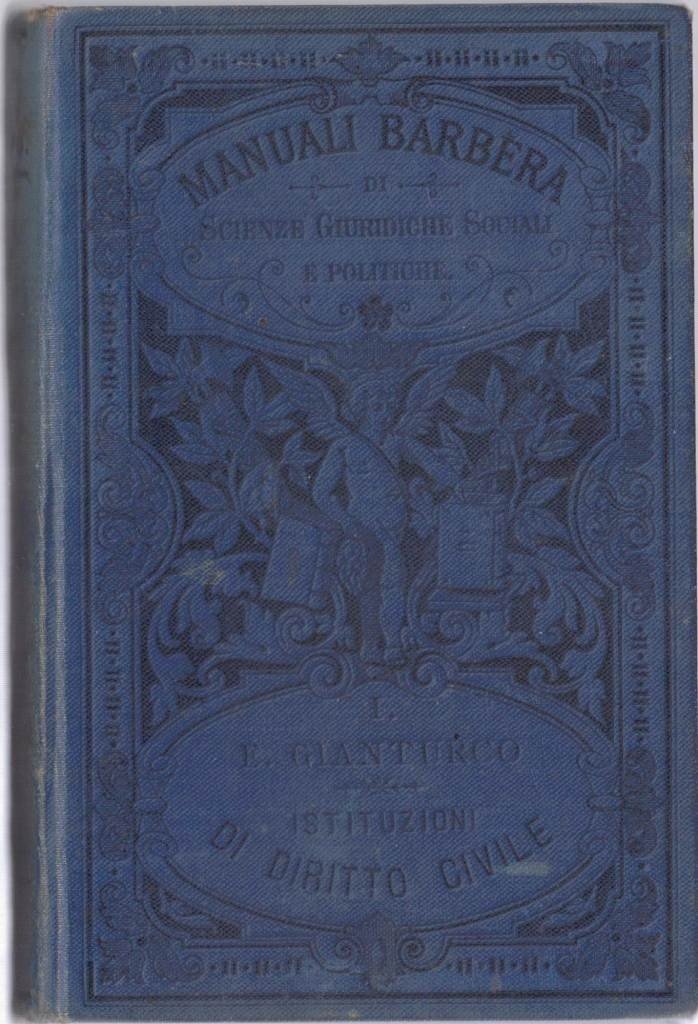 MANUALI BARBÈRA
DI
SCIENZE GIURIDICHE SOCIALI
E POLITICHE.
I.
E. GIANTURCO
ISTITUZIONI
DI DIRITTO CIVILE